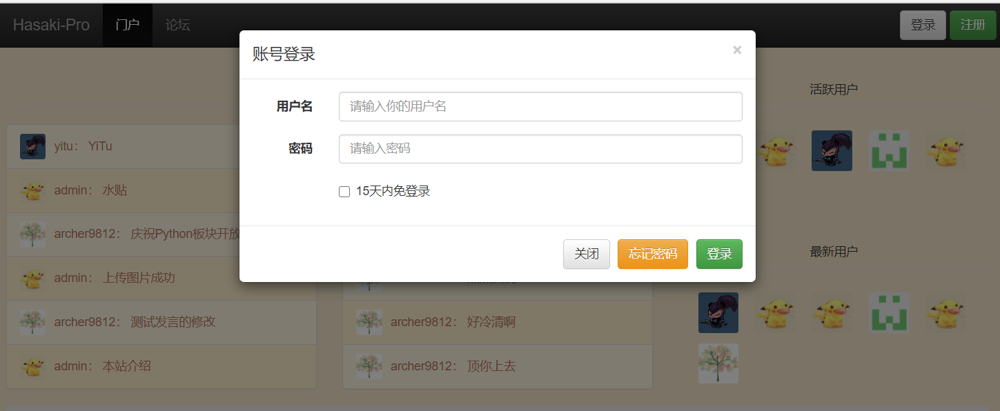 Hasaki-Pro 门户 论坛 登录 注册
账号登录 ×
用户名 请输入你的用户名
密码 请输入密码
15天内免登录
关闭 忘记密码 登录
yitu： YiTu
admin： 水贴
archer9812： 庆祝Python板块开放
admin： 上传图片成功
archer9812： 测试发言的修改
admin： 本站介绍
archer9812： 好冷清啊
archer9812： 顶你上去
活跃用户
最新用户